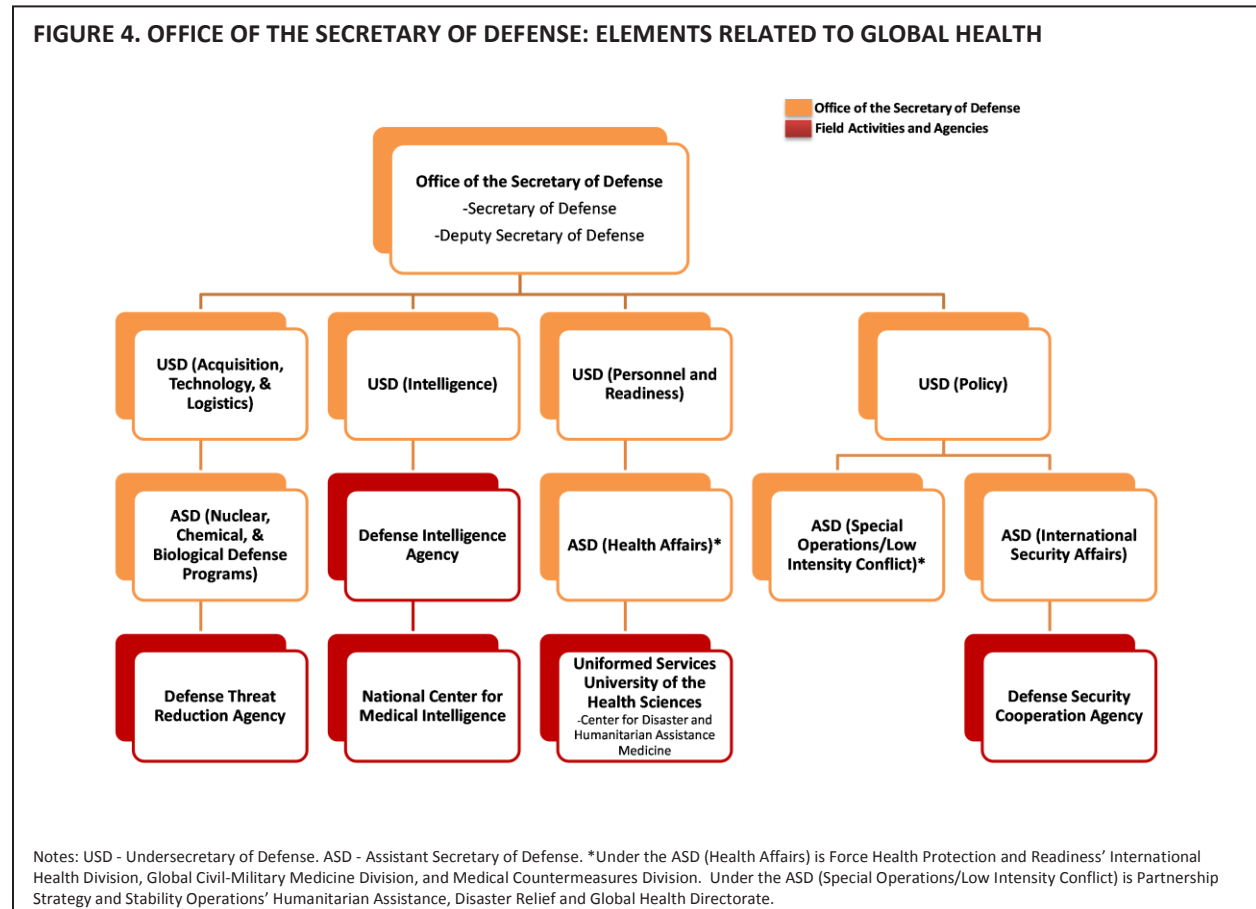 FIGURE 4. OFFICE OF THE SECRETARY OF DEFENSE: ELEMENTS RELATED TO GLOBAL HEALTH
Office of the Secretary of Defense
Field Activities and Agencies
Office of the Secretary of Defense
-Secretary of Defense
-Deputy Secretary of Defense
USD (Acquisition,
Technology, &
Logistics)
USD (Intelligence)
USD (Personnel and
Readiness)
USD (Policy)
ASD (Nuclear,
Chemical, &
Biological Defense
Programs)
Defense Intelligence
Agency
ASD (Health Affairs)*
ASD (Special
Operations/Low
Intensity Conflict)*
ASD (International
Security Affairs)
Defense Threat
Reduction Agency
National Center for
Medical Intelligence
Uniformed Services
University of the
Health Sciences
-Center for Disaster and
Humanitarian Assistance
Medicine
Defense Security
Cooperation Agency
Notes: USD - Undersecretary of Defense. ASD - Assistant Secretary of Defense. *Under the ASD (Health Affairs) is Force Health Protection and Readiness’ International
Health Division, Global Civil-Military Medicine Division, and Medical Countermeasures Division.  Under the ASD (Special Operations/Low Intensity Conflict) is Partnership
Strategy and Stability Operations’ Humanitarian Assistance, Disaster Relief and Global Health Directorate.